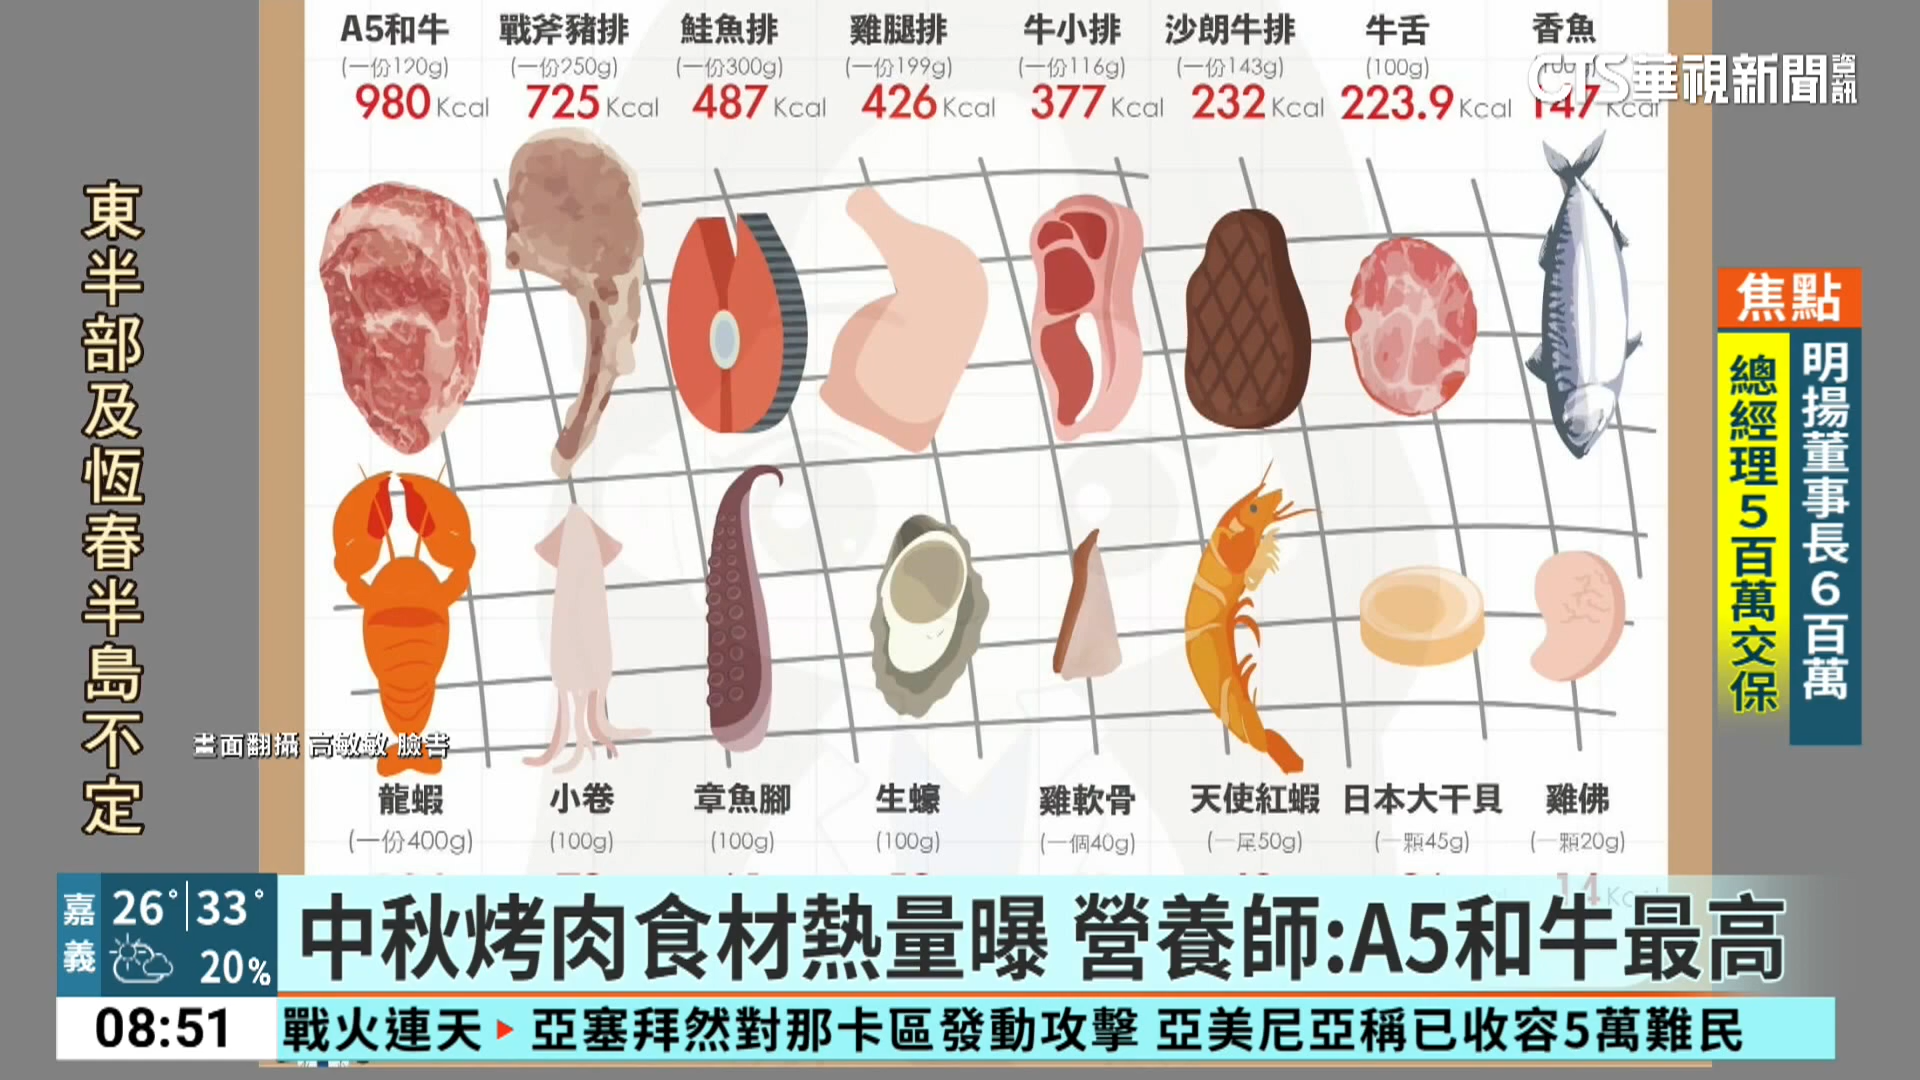 A5和牛 戰斧豬排 鮭魚排 雞腿排 牛小排 沙朗牛排 牛舌 香魚
(一份120g) (一份250g) (一份300g) (一份199g) (一份116g) (一份143g) (100g)
980 Kcal 725 Kcal 487 Kcal 426 Kcal 377 Kcal 232 Kcal 223.9 Kcal 147 Kcal
CTS華視新聞資訊
東半部及恆春半島不定
焦點
明揚董事長6百萬
總經理5百萬交保
畫面翻攝 高敏敏 臉書
龍蝦 小卷 章魚腳 生蠔 雞軟骨 天使紅蝦 日本大干貝 雞佛
(一份400g) (100g) (100g) (100g) (一個40g) (一尾50g) (一顆45g) (一顆20g)
14 Kcal
嘉義 26° 33°
20%
中秋烤肉食材熱量曝 營養師:A5和牛最高
08:51
戰火連天 亞塞拜然對那卡區發動攻擊 亞美尼亞稱已收容5萬難民